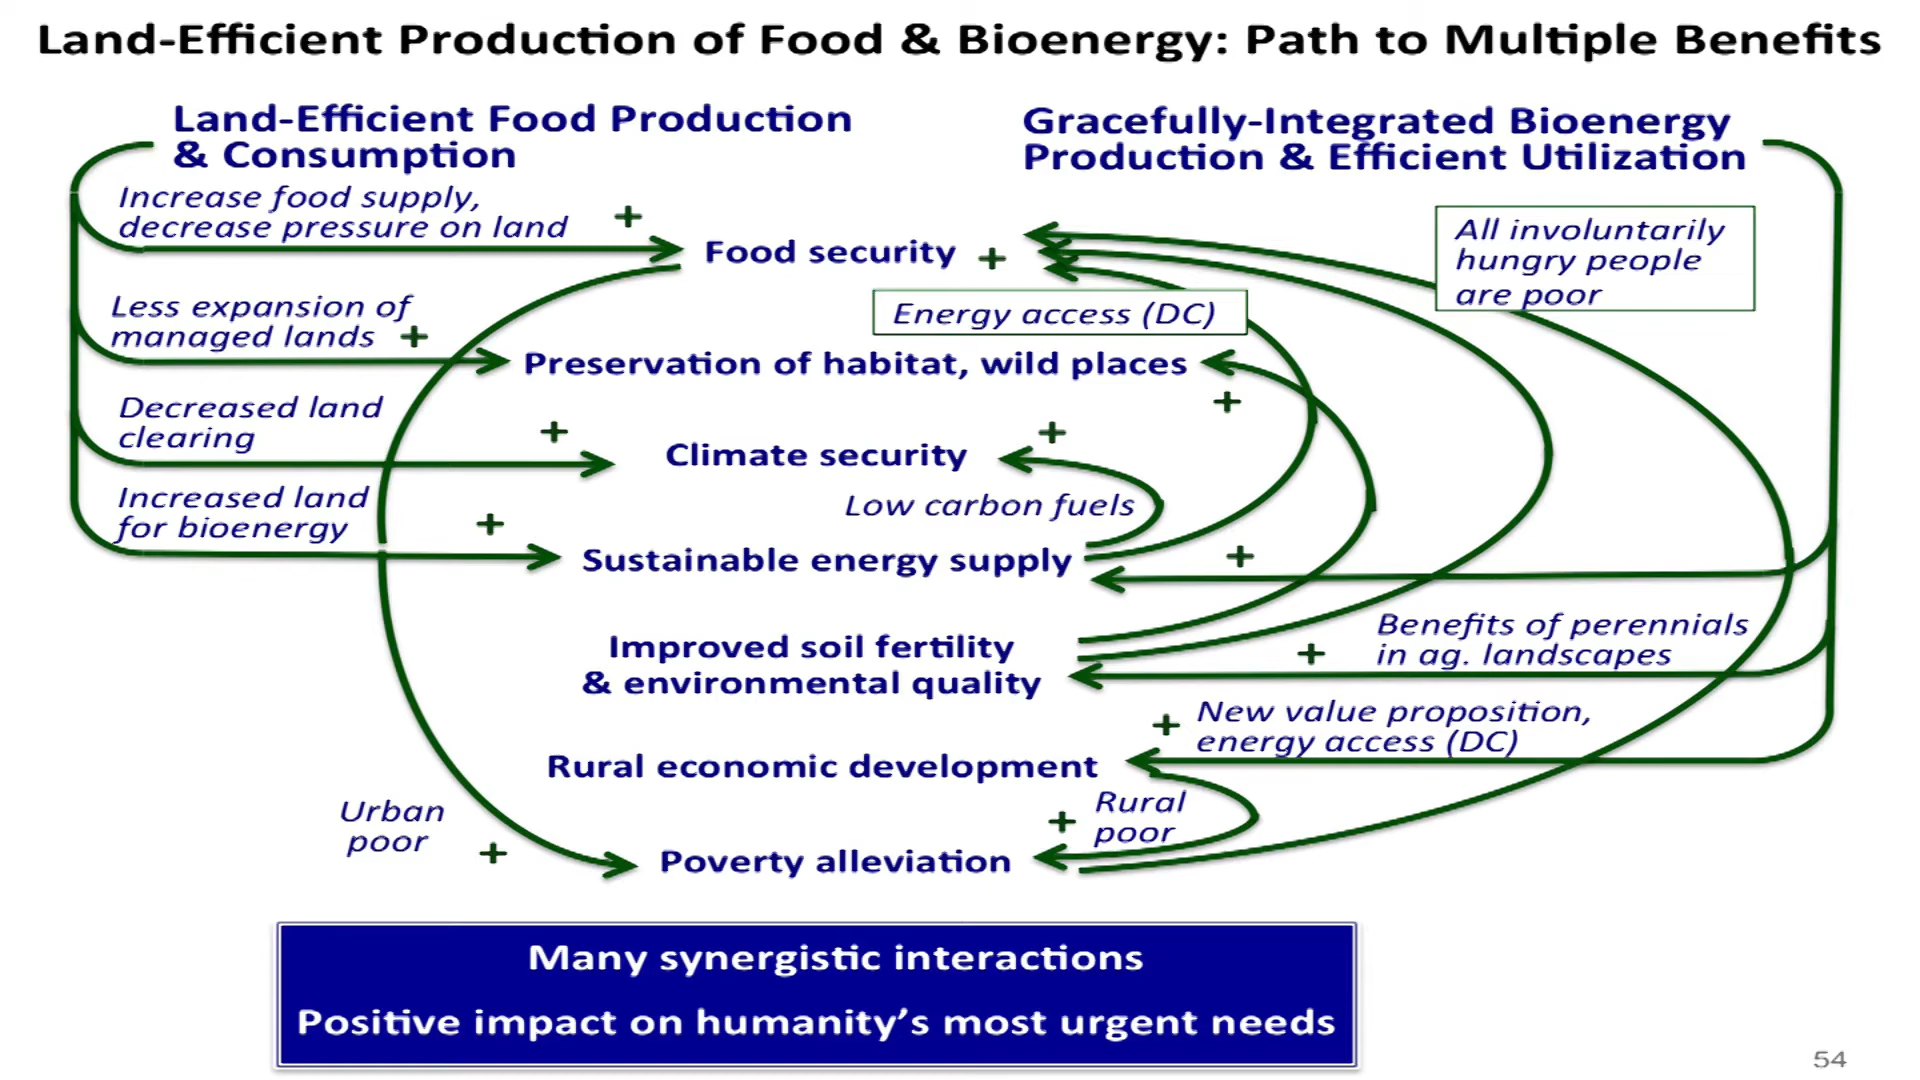 Land-Efficient Production of Food & Bioenergy: Path to Multiple Benefits
Land-Efficient Food Production
& Consumption
Gracefully-Integrated Bioenergy
Production & Efficient Utilization
Increase food supply,
decrease pressure on land
+
Food security
+
All involuntarily
hungry people
are poor
Energy access (DC)
Less expansion of
managed lands
+
Preservation of habitat, wild places
+
Decreased land
clearing
+
Climate security
+
Low carbon fuels
Increased land
for bioenergy
+
Sustainable energy supply
+
Improved soil fertility
& environmental quality
+
Benefits of perennials
in ag. landscapes
Rural economic development
+
New value proposition,
energy access (DC)
Urban
poor
+
Poverty alleviation
+
Rural
poor
Many synergistic interactions
Positive impact on humanity’s most urgent needs
54